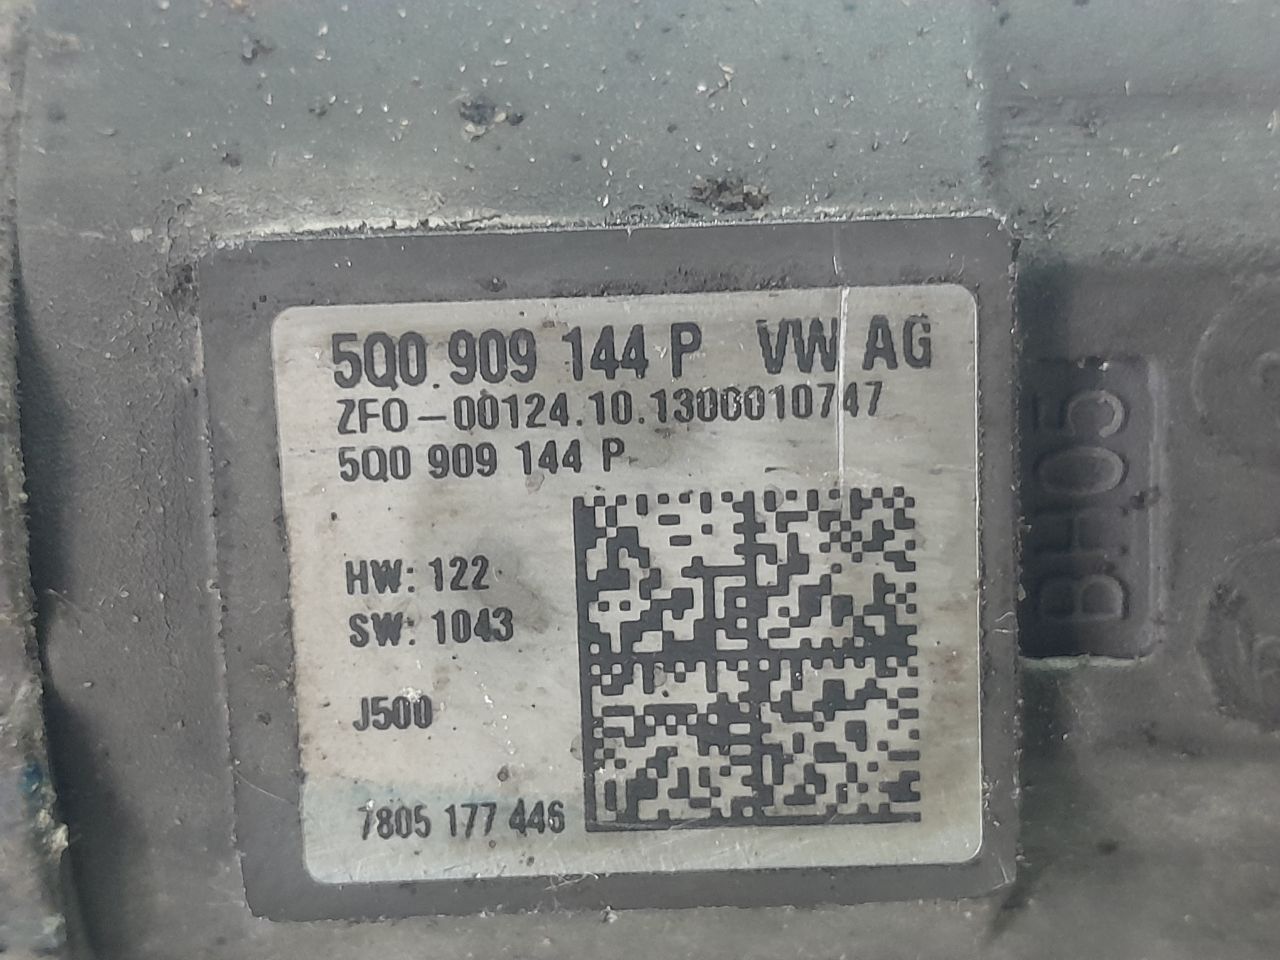 5Q0 909 144 P VW AG
ZFO-00124.10.1300010747
5Q0 909 144 P
HW: 122
SW: 1043
J500
7805 177 446
BH05